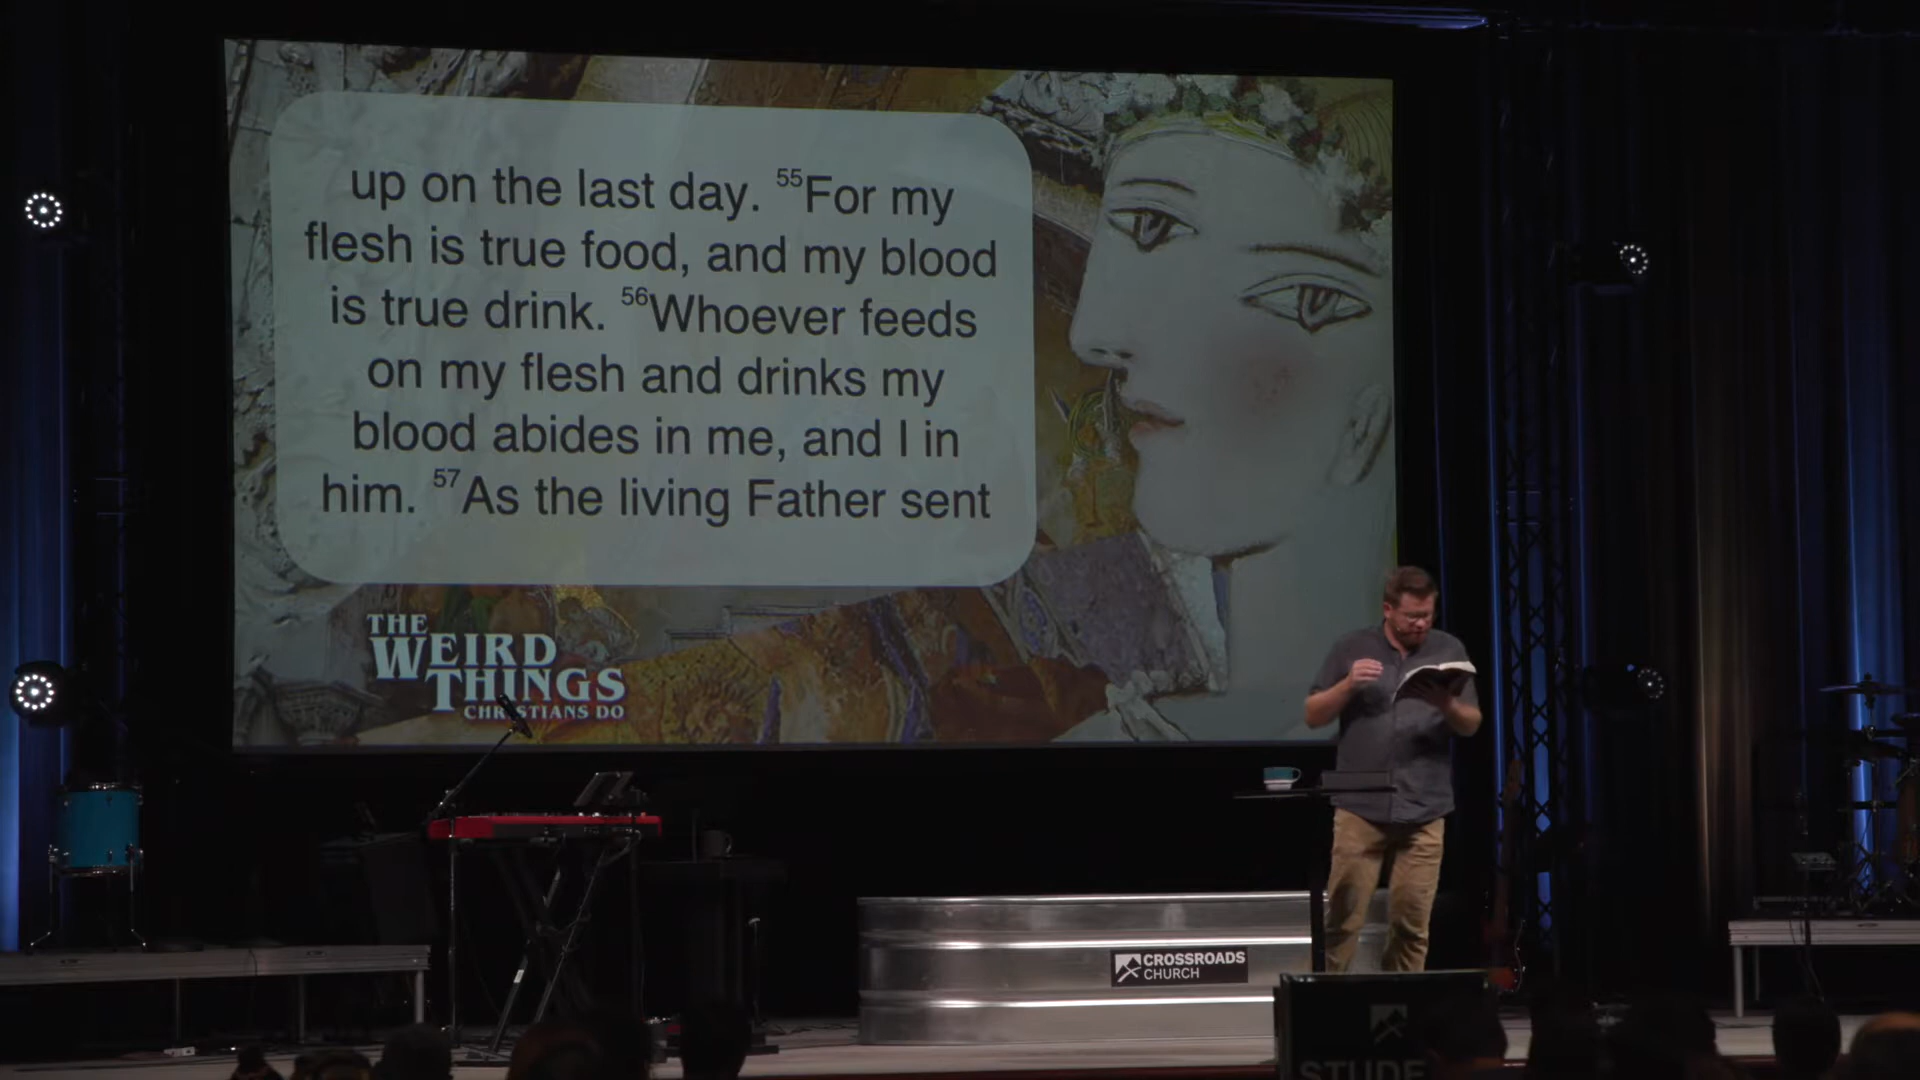 up on the last day. 55For my
flesh is true food, and my blood
is true drink. 56Whoever feeds
on my flesh and drinks my
blood abides in me, and I in
him. 57As the living Father sent
THE
WEIRD
THINGS
CHRISTIANS DO
CROSSROADS
CHURCH
STUDE